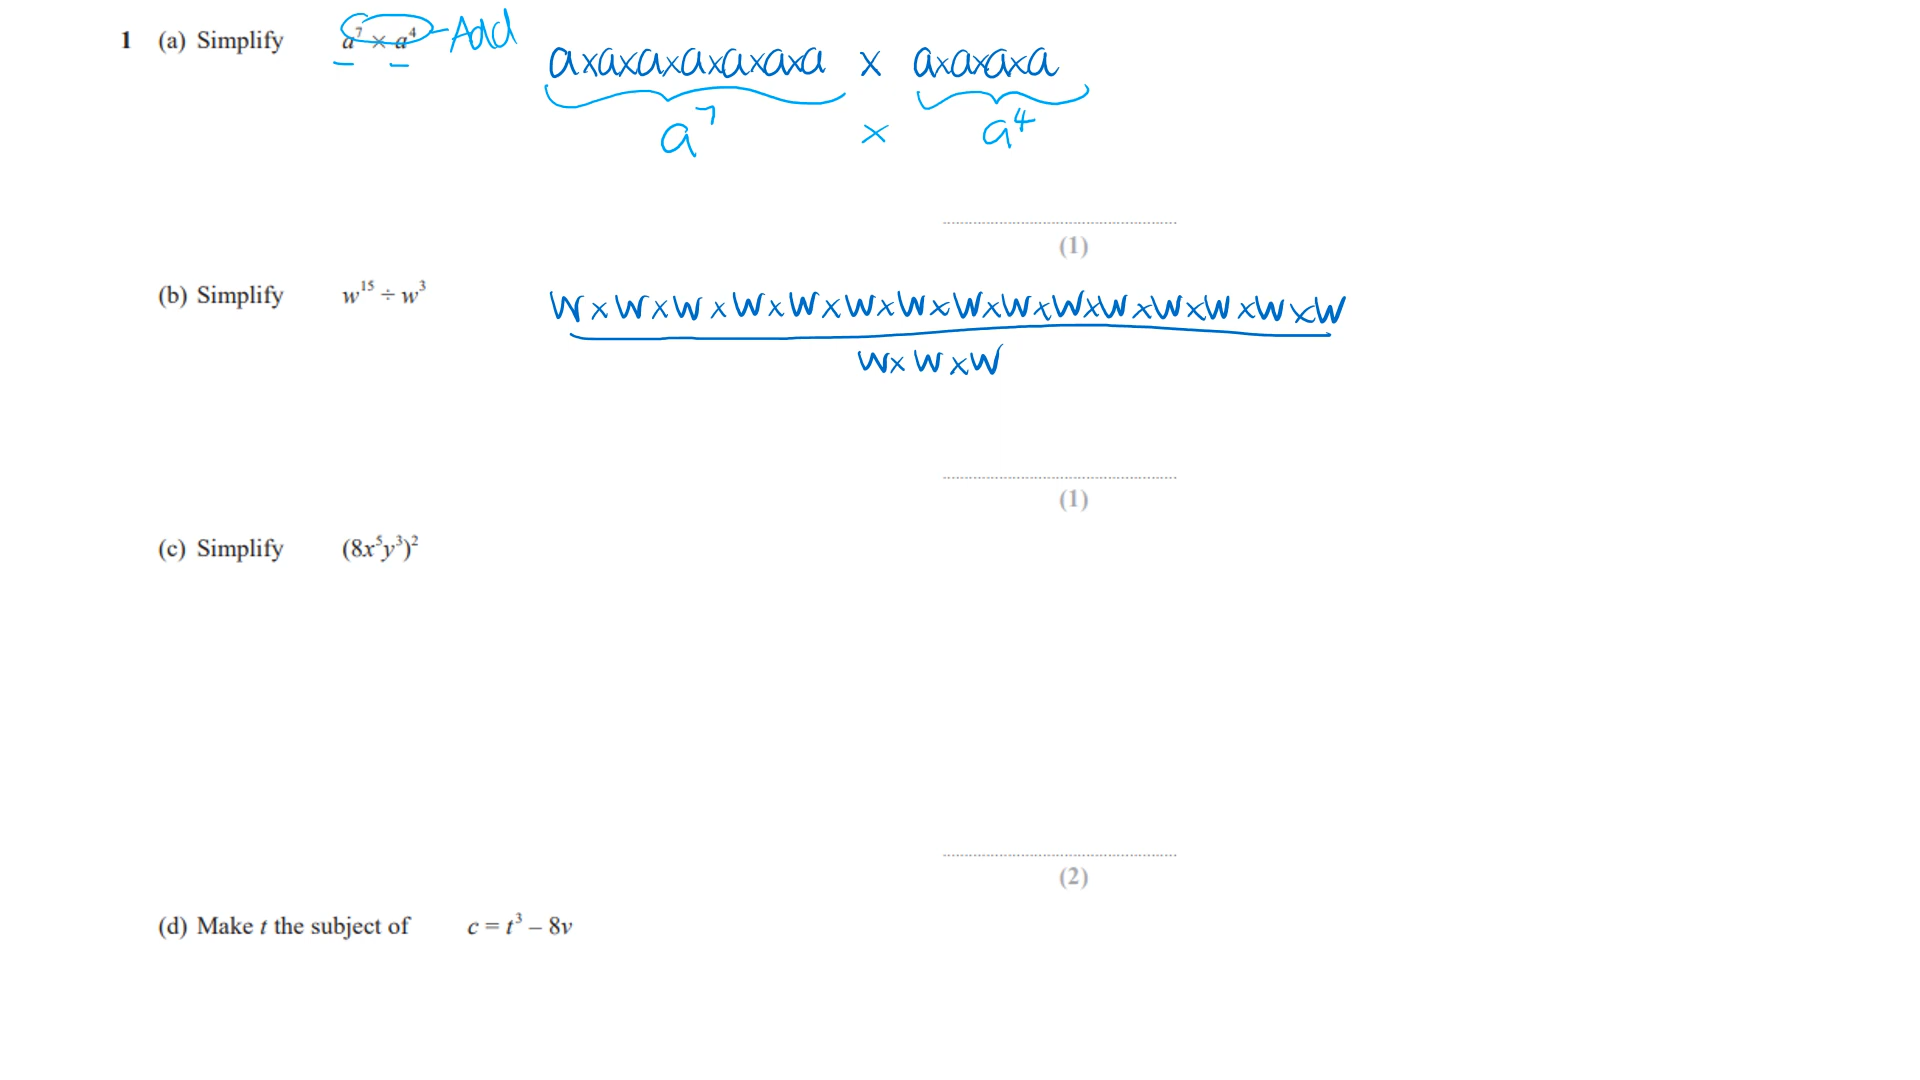 1 (a) Simplify a⁷ × a⁴ Add
a×a×a×a×a×a×a × a×a×a×a
a⁷ × a⁴
(1)
(b) Simplify w¹⁵ ÷ w³
w×w×w×w×w×w×w×w×w×w×w×w×w×w×w
w×w×w
(1)
(c) Simplify (8x⁵y³)²
(2)
(d) Make t the subject of c = t³ – 8v